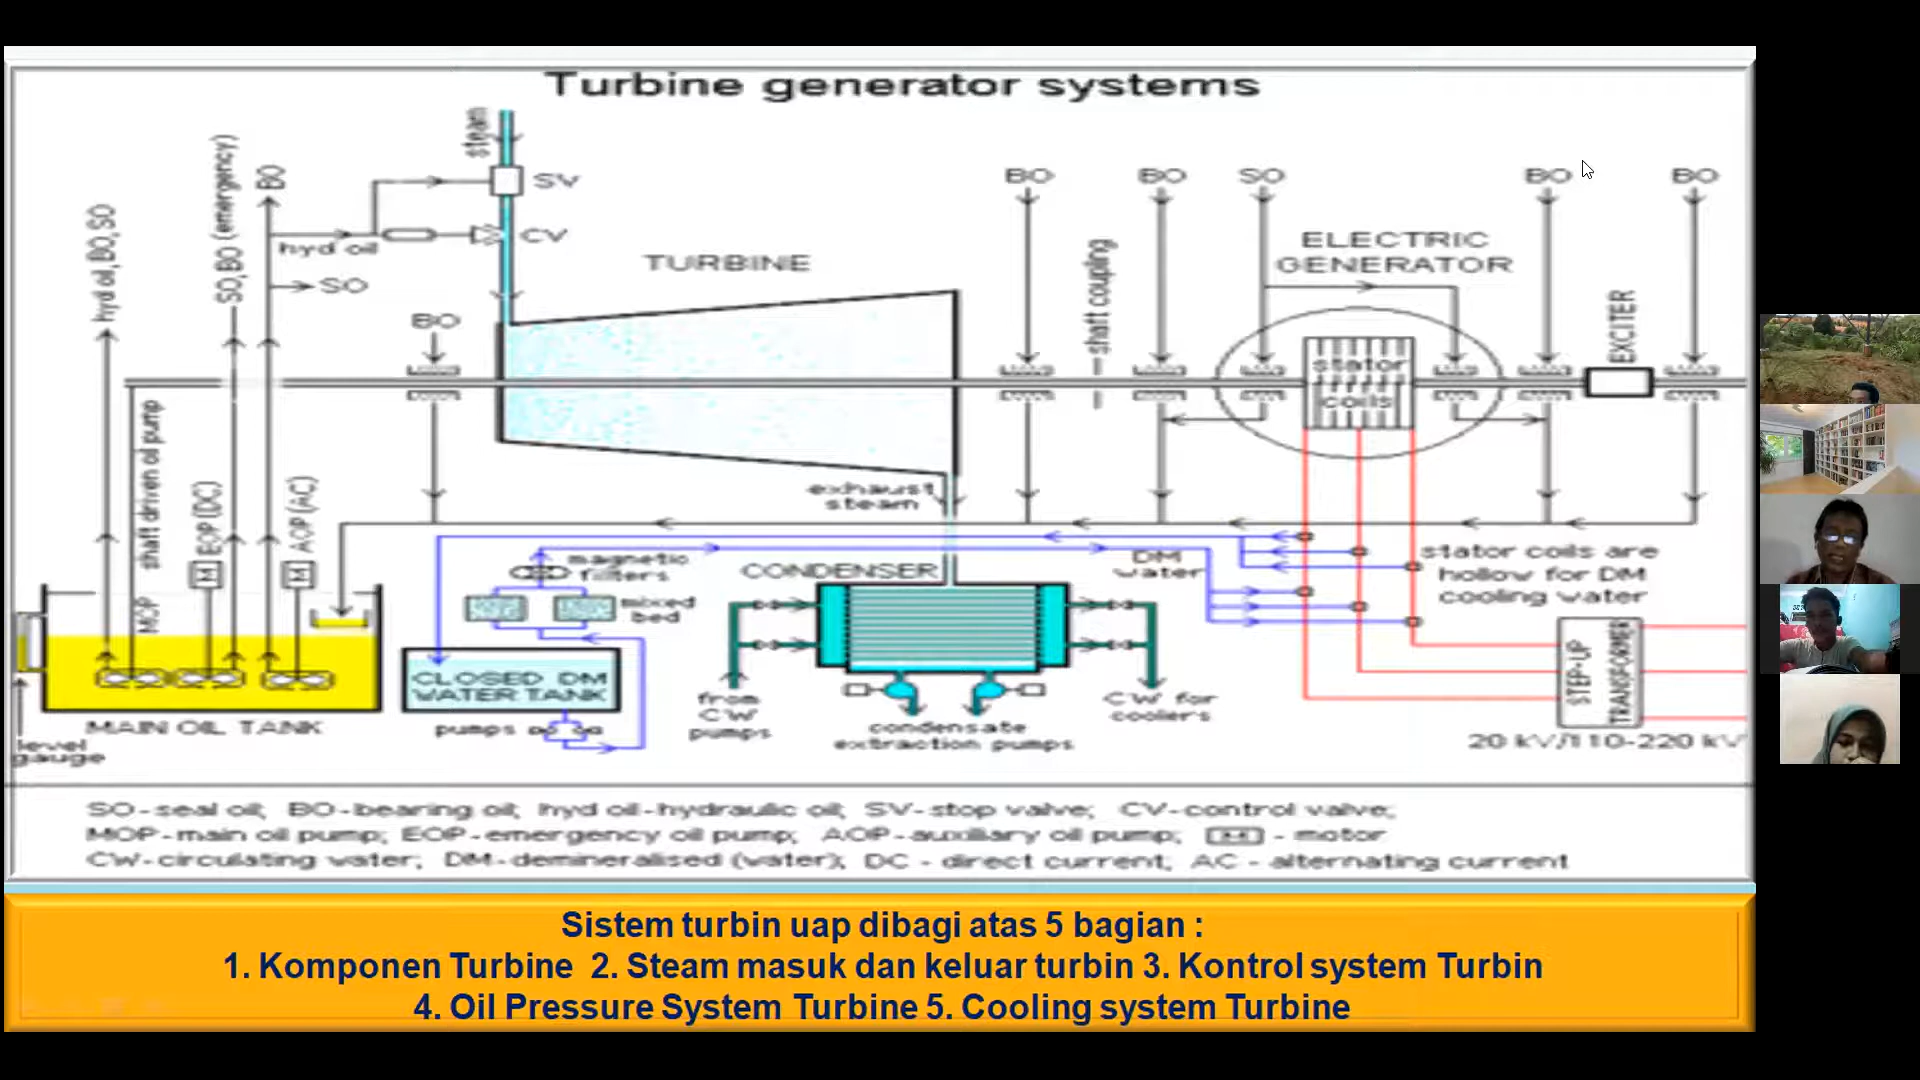 Turbine generator systems
steam
SV
CV
hyd oil
SO
BO
SO,BO (emergency)
hyd oil,BO,SO
TURBINE
BO
BO
BO
SO
BO
BO
shaft coupling
ELECTRIC
GENERATOR
EXCITER
stator
coils
shaft driven oil pump
MOP
M
EOP(DC)
M
AOP(AC)
exhaust
steam
magnetic
filters
mixed
bed
CONDENSER
DM
water
stator coils are
hollow for DM
cooling water
CLOSED DM
WATER TANK
pumps
from
CW
pumps
condensate
extraction pumps
CW for
coolers
STEP-UP
TRANSFORMER
20 kV/110-220 kV
MAIN OIL TANK
level
gauge
SO-seal oil; BO-bearing oil; hyd oil-hydraulic oil; SV-stop valve; CV-control valve;
MOP-main oil pump; EOP-emergency oil pump; AOP-auxiliary oil pump; M - motor
CW-circulating water; DM-demineralised (water); DC - direct current; AC - alternating current
Sistem turbin uap dibagi atas 5 bagian :
1. Komponen Turbine 2. Steam masuk dan keluar turbin 3. Kontrol system Turbin
4. Oil Pressure System Turbine 5. Cooling system Turbine